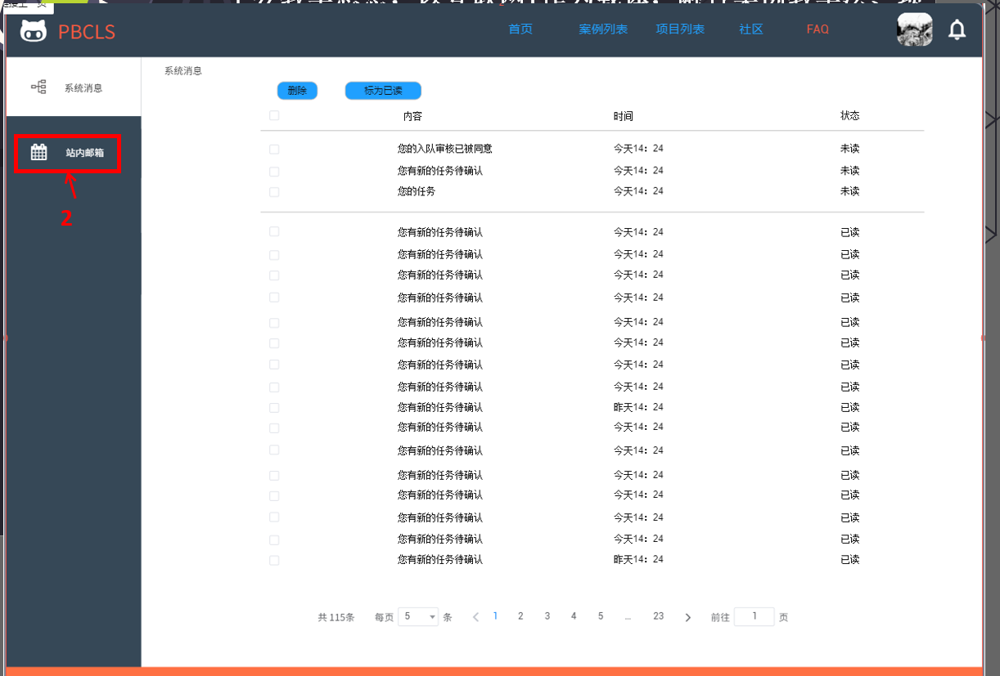 PBCLS
首页 案例列表 项目列表 社区 FAQ
系统消息
站内邮箱
2
系统消息
删除 标为已读
内容 时间 状态
您的入队审核已被同意 今天14：24 未读
您有新的任务待确认 今天14：24 未读
您的任务 今天14：24 未读
您有新的任务待确认 今天14：24 已读
您有新的任务待确认 今天14：24 已读
您有新的任务待确认 今天14：24 已读
您有新的任务待确认 今天14：24 已读
您有新的任务待确认 今天14：24 已读
您有新的任务待确认 今天14：24 已读
您有新的任务待确认 今天14：24 已读
您有新的任务待确认 今天14：24 已读
您有新的任务待确认 昨天14：24 已读
您有新的任务待确认 今天14：24 已读
您有新的任务待确认 今天14：24 已读
您有新的任务待确认 今天14：24 已读
您有新的任务待确认 今天14：24 已读
您有新的任务待确认 今天14：24 已读
您有新的任务待确认 今天14：24 已读
您有新的任务待确认 昨天14：24 已读
共 115条 每页 5 条 1 2 3 4 5 ... 23 前往 1 页